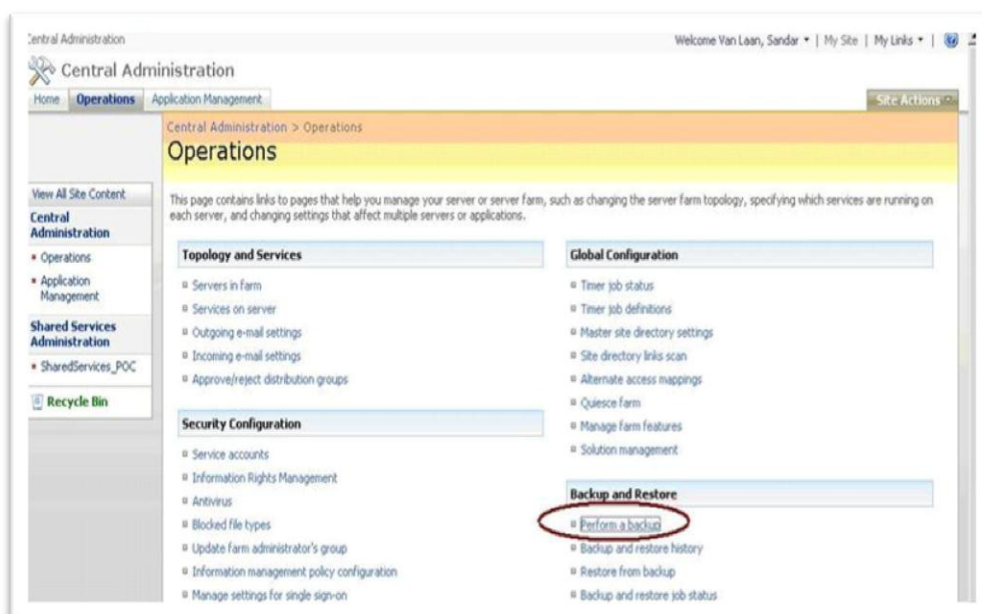 Central Administration
Welcome Van Laan, Sandar | My Site | My Links
Central Administration
Home Operations Application Management
Site Actions
Central Administration > Operations
Operations
View All Site Content
Central
Administration
Operations
Application
Management
Shared Services
Administration
SharedServices_POC
Recycle Bin
This page contains links to pages that help you manage your server or server farm, such as changing the server farm topology, specifying which services are running on
each server, and changing settings that affect multiple servers or applications.
Topology and Services
Servers in farm
Services on server
Outgoing e-mail settings
Incoming e-mail settings
Approve/reject distribution groups
Security Configuration
Service accounts
Information Rights Management
Antivirus
Blocked file types
Update farm administrator's group
Information management policy configuration
Manage settings for single sign-on
Global Configuration
Timer job status
Timer job definitions
Master site directory settings
Site directory links scan
Alternate access mappings
Quiesce farm
Manage farm features
Solution management
Backup and Restore
Perform a backup
Backup and restore history
Restore from backup
Backup and restore job status